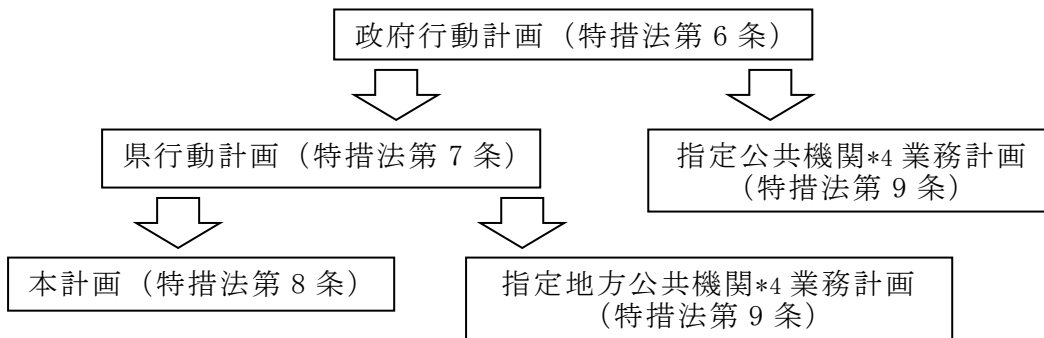 政府行動計画（特措法第6条）
県行動計画（特措法第7条）
指定公共機関*4業務計画
（特措法第9条）
本計画（特措法第8条）
指定地方公共機関*4業務計画
（特措法第9条）